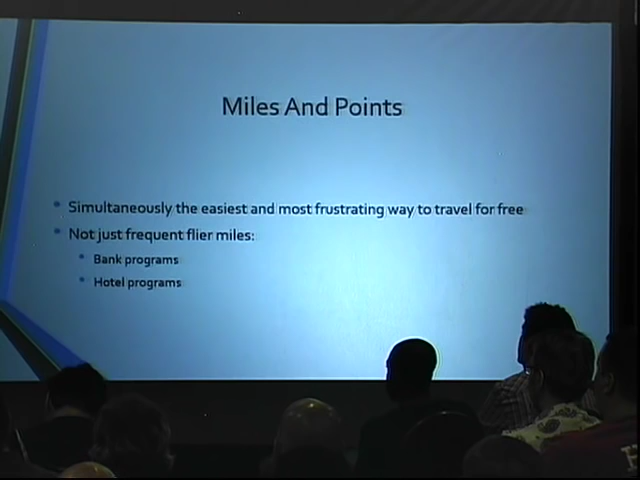 Miles And Points
Simultaneously the easiest and most frustrating way to travel for free
Not just frequent flier miles:
Bank programs
Hotel programs